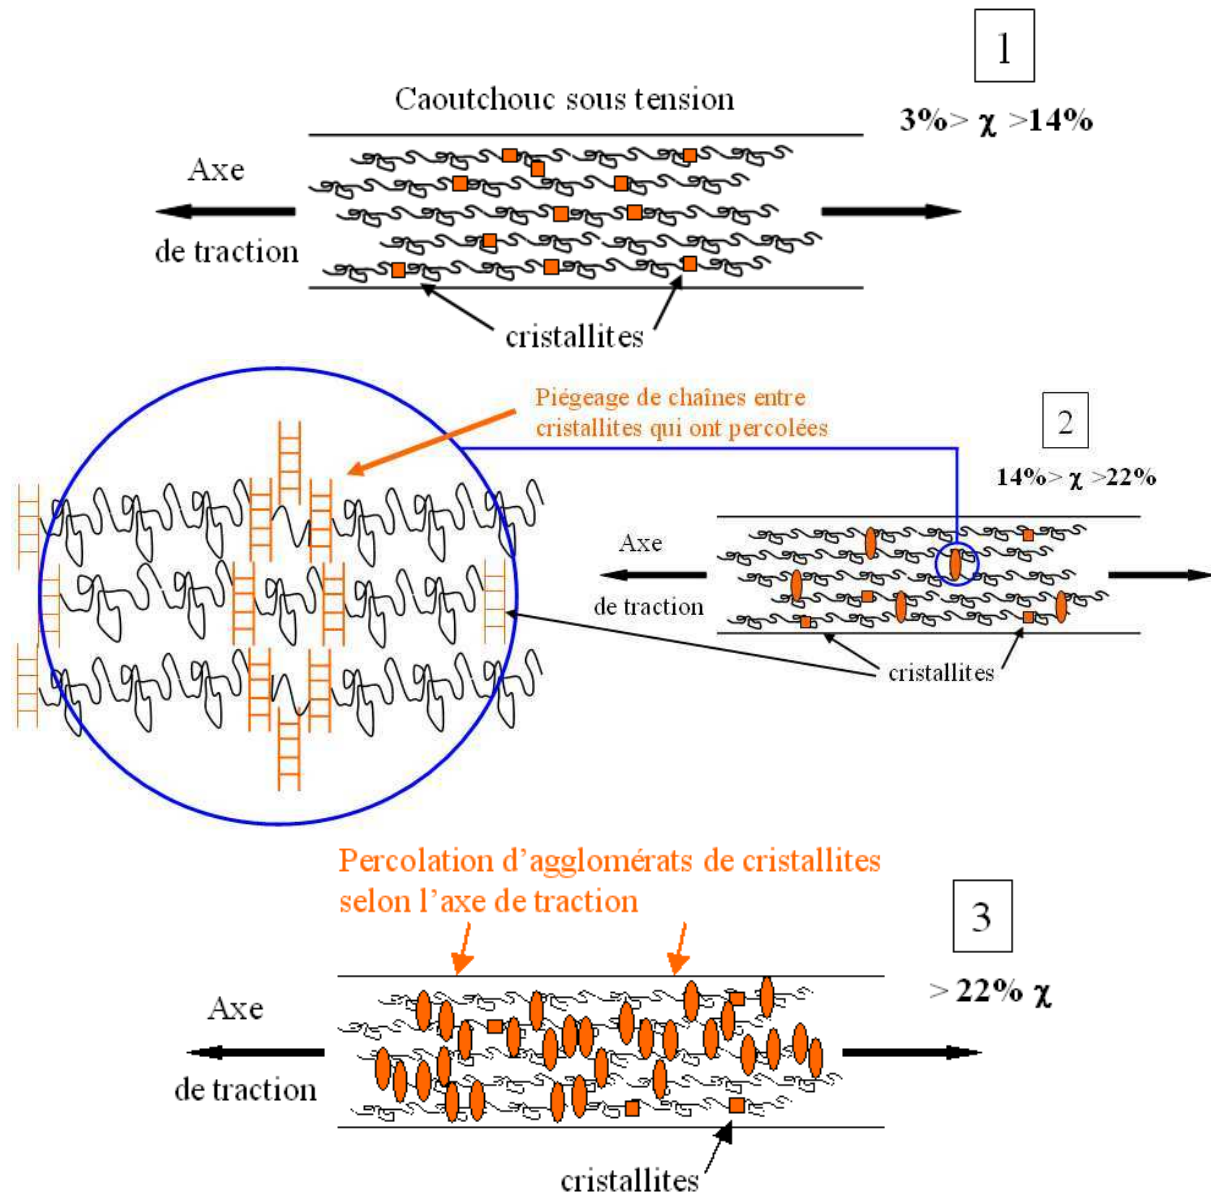 1
Caoutchouc sous tension
3%> χ >14%
Axe
de traction
cristallites
Piégeage de chaînes entre
cristallites qui ont percolées
2
14%> χ >22%
Axe
de traction
cristallites
Percolation d'agglomérats de cristallites
selon l'axe de traction
3
> 22% χ
Axe
de traction
cristallites